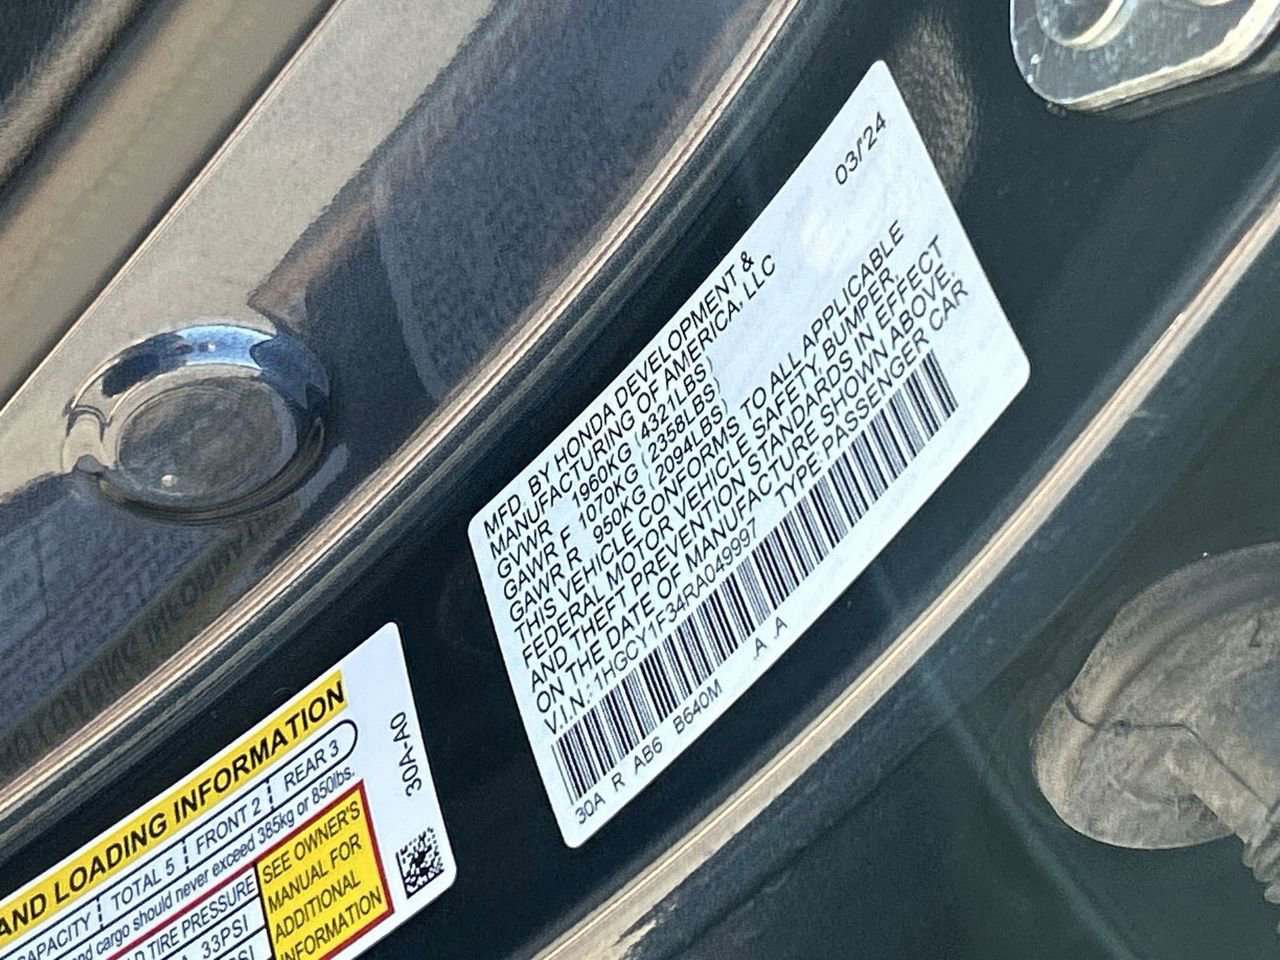 03/'24
MFD. BY HONDA DEVELOPMENT &
MANUFACTURING OF AMERICA, LLC
GVWR 1960KG (4321LBS)
GAWR F 1070KG (2358LBS)
GAWR R 950KG (2094LBS)
THIS VEHICLE CONFORMS TO ALL APPLICABLE
FEDERAL MOTOR VEHICLE SAFETY, BUMPER,
AND THEFT PREVENTION STANDARDS IN EFFECT
ON THE DATE OF MANUFACTURE SHOWN ABOVE.
V.I.N.: 1HGCY1F34RA049997 TYPE: PASSENGER CAR
30A R AB6 B640M A .A
AND LOADING INFORMATION
CAPACITY TOTAL 5 FRONT 2 REAR 3
and cargo should never exceed 385kg or 850lbs.
TIRE PRESSURE
33PSI
SEE OWNER'S
MANUAL FOR
ADDITIONAL
INFORMATION
30A-A0